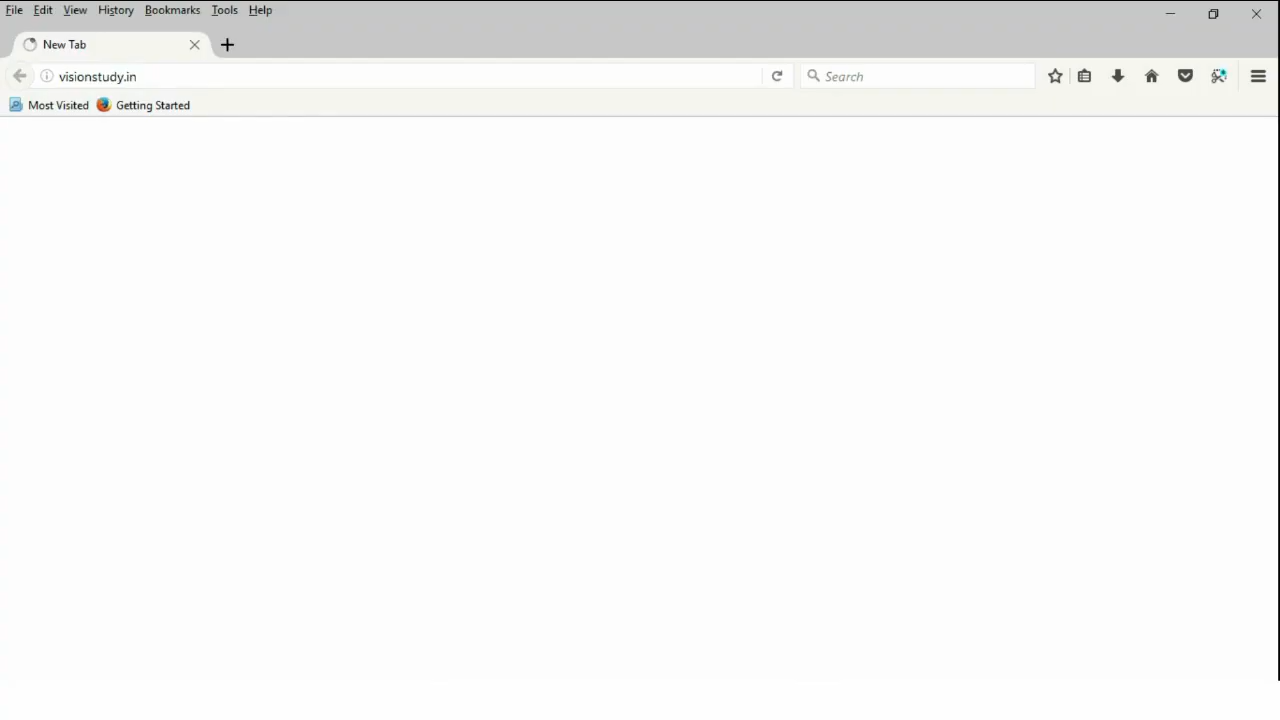 File Edit View History Bookmarks Tools Help
New Tab
visionstudy.in
Search
Most Visited Getting Started